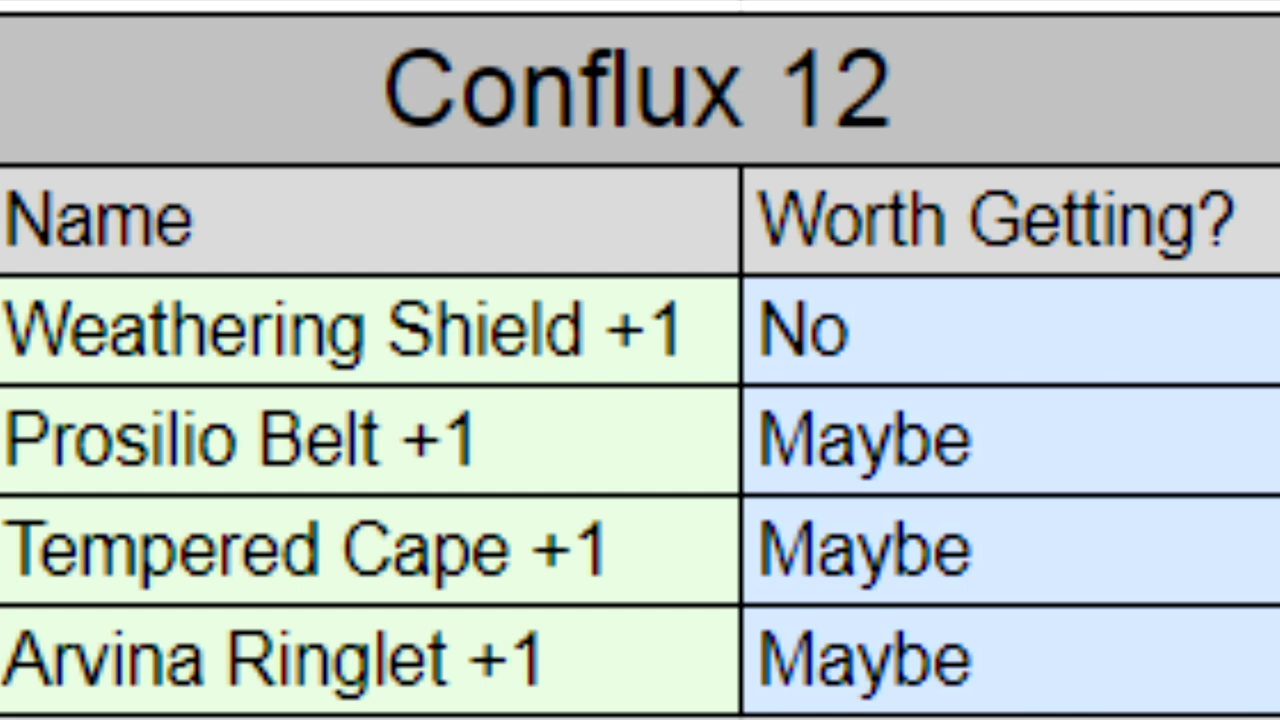 Conflux 12
Name Worth Getting?
Weathering Shield +1 No
Prosilio Belt +1 Maybe
Tempered Cape +1 Maybe
Arvina Ringlet +1 Maybe